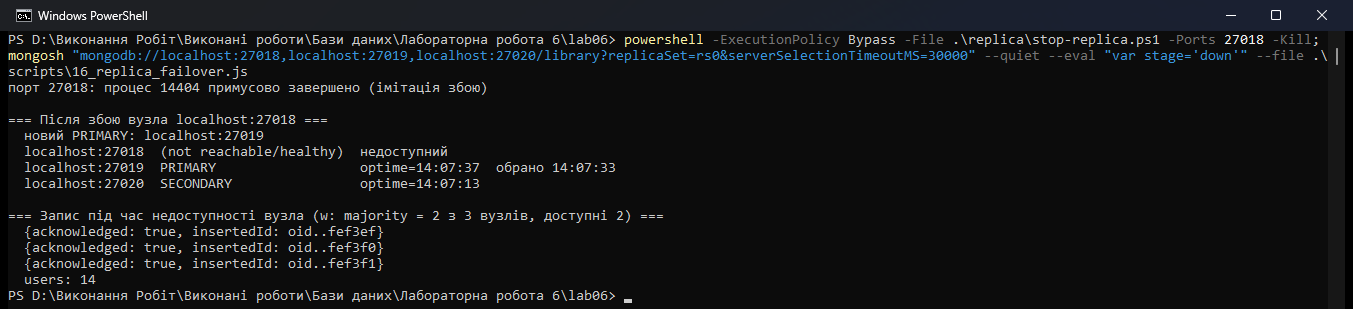 Windows PowerShell
PS D:\Виконання Робіт\Виконані роботи\Бази даних\Лабораторна робота 6\lab06> powershell -ExecutionPolicy Bypass -File .\replica\stop-replica.ps1 -Ports 27018 -Kill;
mongosh "mongodb://localhost:27018,localhost:27019,localhost:27020/library?replicaSet=rs0&serverSelectionTimeoutMS=30000" --quiet --eval "var stage='down'" --file .\
scripts\16_replica_failover.js
порт 27018: процес 14404 примусово завершено (імітація збою)
=== Після збою вузла localhost:27018 ===
новий PRIMARY: localhost:27019
localhost:27018 (not reachable/healthy) недоступний
localhost:27019 PRIMARY optime=14:07:37 обрано 14:07:33
localhost:27020 SECONDARY optime=14:07:13
=== Запис під час недоступності вузла (w: majority = 2 з 3 вузлів, доступні 2) ===
{acknowledged: true, insertedId: oid..fef3ef}
{acknowledged: true, insertedId: oid..fef3f0}
{acknowledged: true, insertedId: oid..fef3f1}
users: 14
PS D:\Виконання Робіт\Виконані роботи\Бази даних\Лабораторна робота 6\lab06>